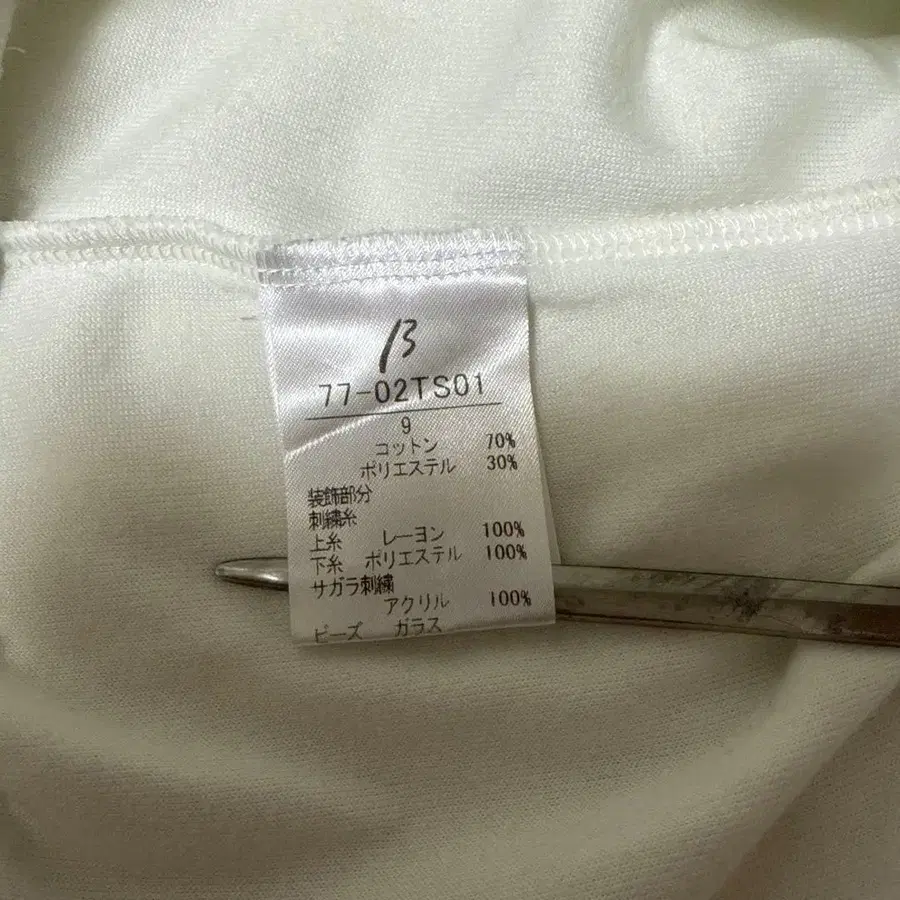 β
77-02TS01
9
コットン 70%
ポリエステル 30%
装飾部分
刺繍糸
上糸 レーヨン 100%
下糸 ポリエステル 100%
サガラ刺繍
アクリル 100%
ビーズ ガラス